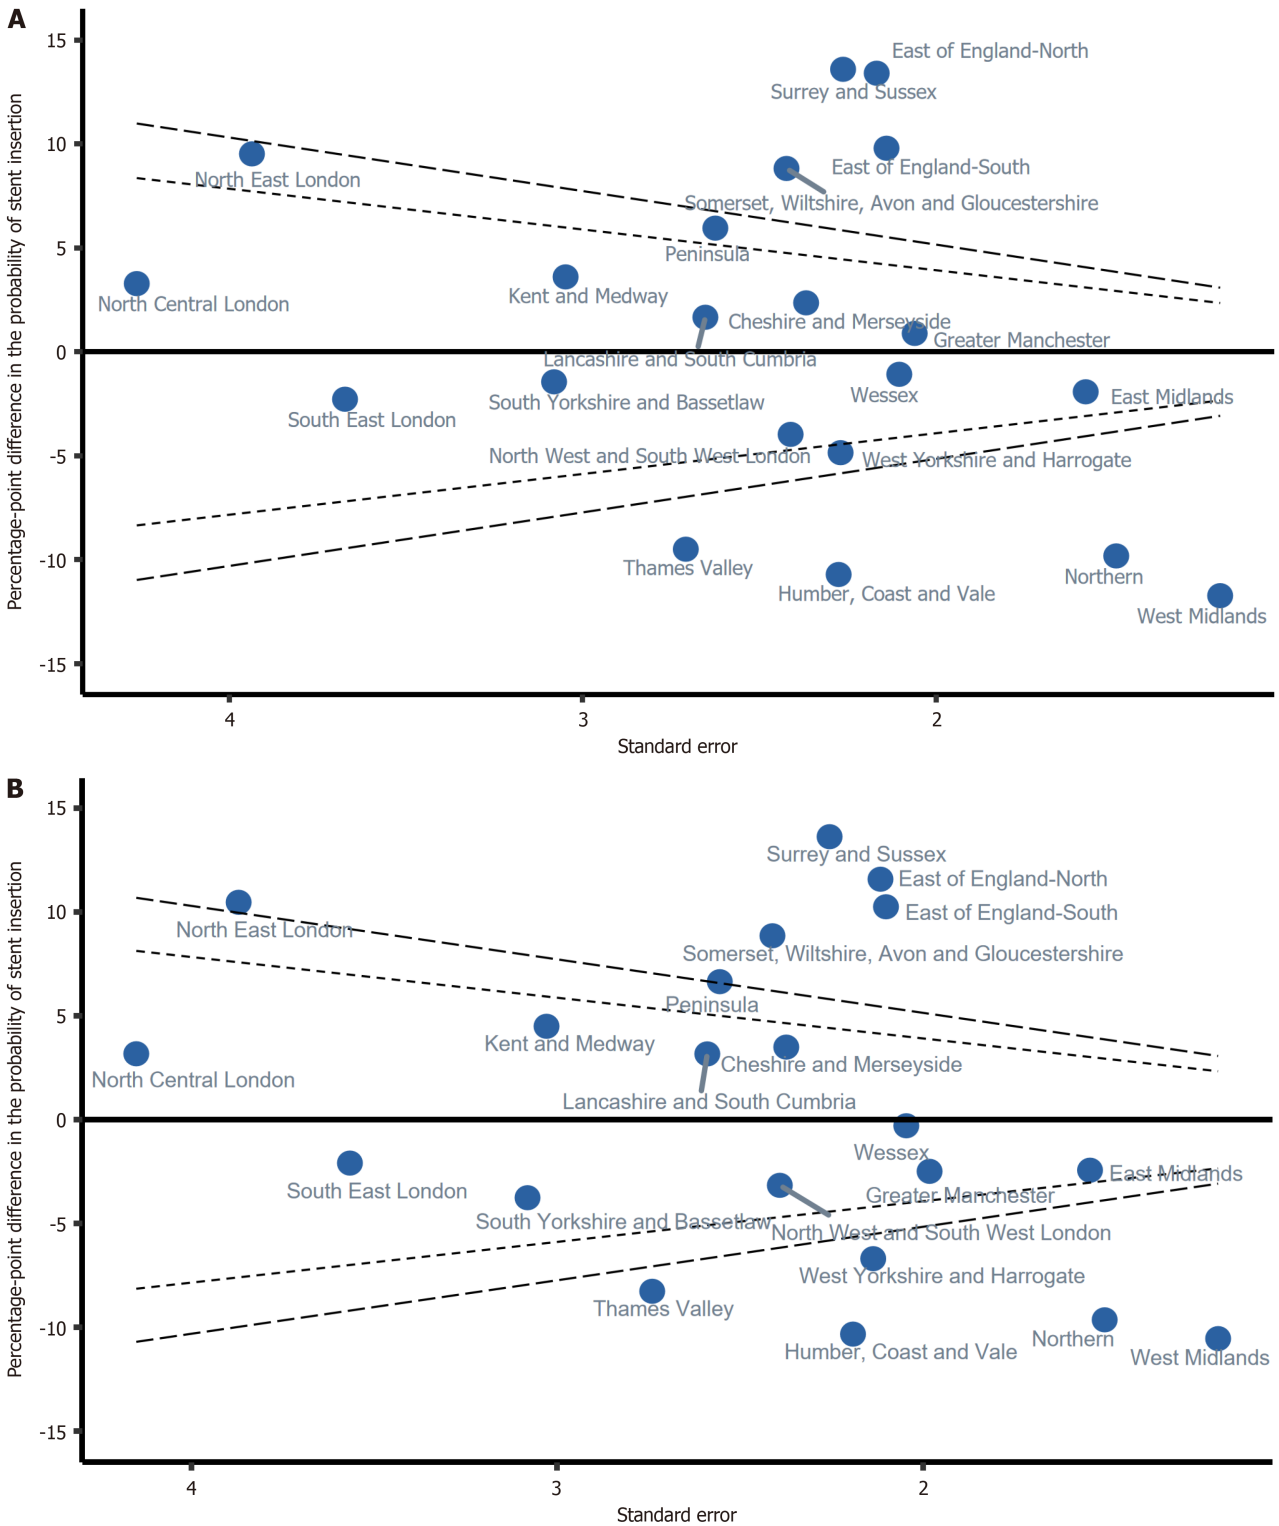 A
15
East of England-North
Surrey and Sussex
10
North East London
East of England-South
Somerset, Wiltshire, Avon and Gloucestershire
5
Peninsula
North Central London
Kent and Medway
Cheshire and Merseyside
Greater Manchester
0
Lancashire and South Cumbria
South East London
South Yorkshire and Bassetlaw
Wessex
East Midlands
-5
North West and South West London
West Yorkshire and Harrogate
-10
Thames Valley
Humber, Coast and Vale
Northern
West Midlands
-15
Percentage-point difference in the probability of stent insertion
4
3
2
Standard error
B
15
Surrey and Sussex
East of England-North
10
East of England-South
North East London
Somerset, Wiltshire, Avon and Gloucestershire
5
Peninsula
Kent and Medway
North Central London
Cheshire and Merseyside
Lancashire and South Cumbria
0
Wessex
South East London
Greater Manchester
East Midlands
-5
South Yorkshire and Bassetlaw
North West and South West London
West Yorkshire and Harrogate
Thames Valley
-10
Humber, Coast and Vale
Northern
West Midlands
-15
Percentage-point difference in the probability of stent insertion
4
3
2
Standard error